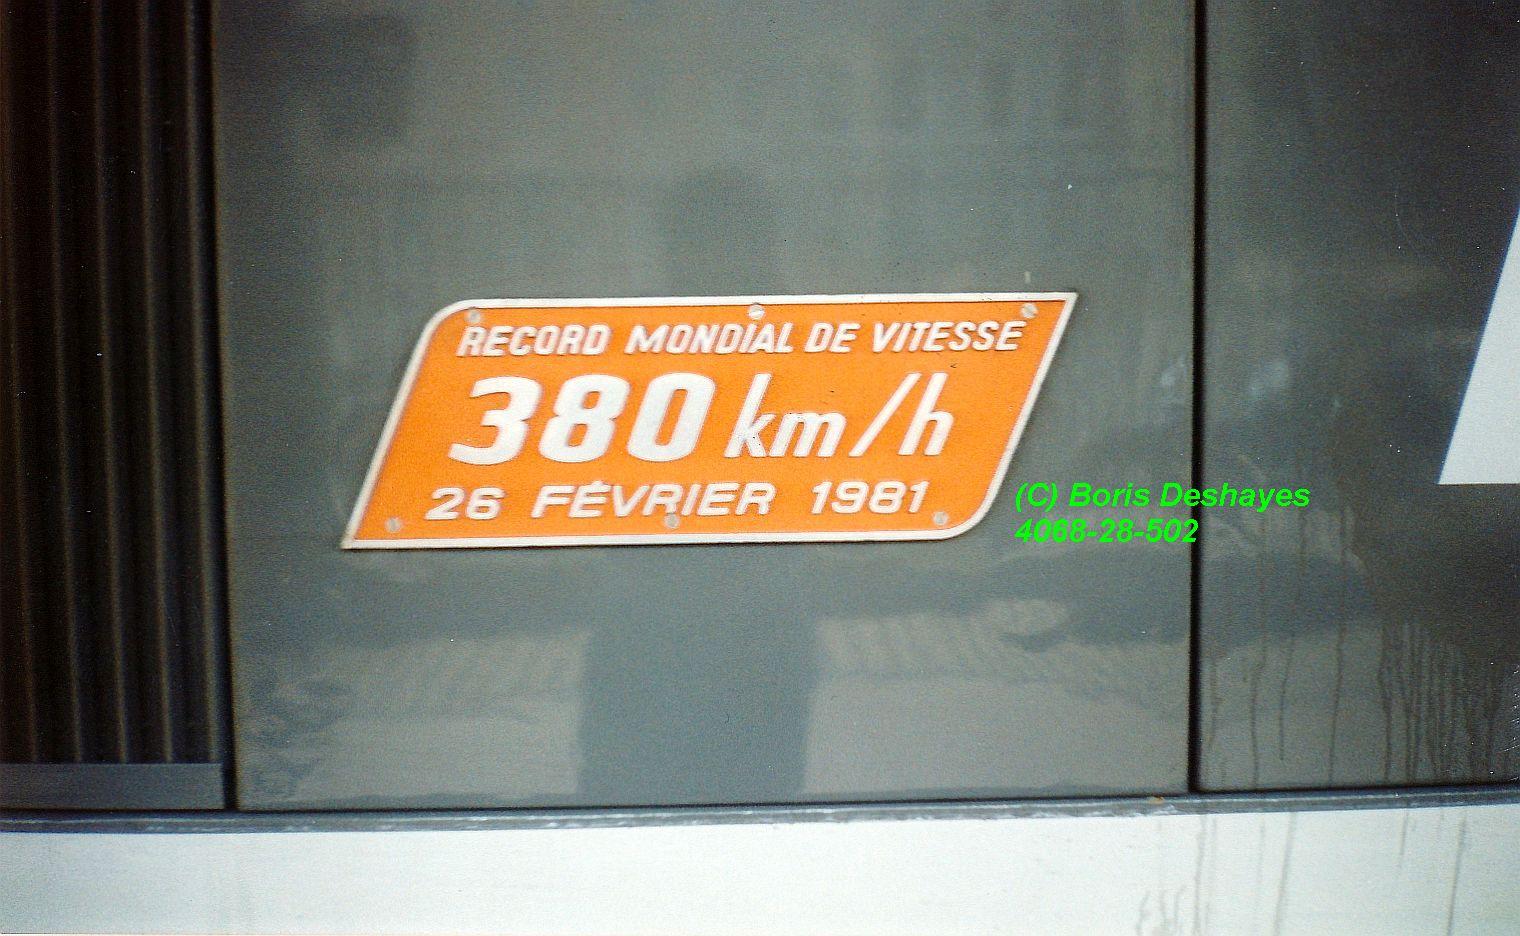 RECORD MONDIAL DE VITESSE
380 km/h
26 FÉVRIER 1981
(C) Boris Deshayes
4068-28-502